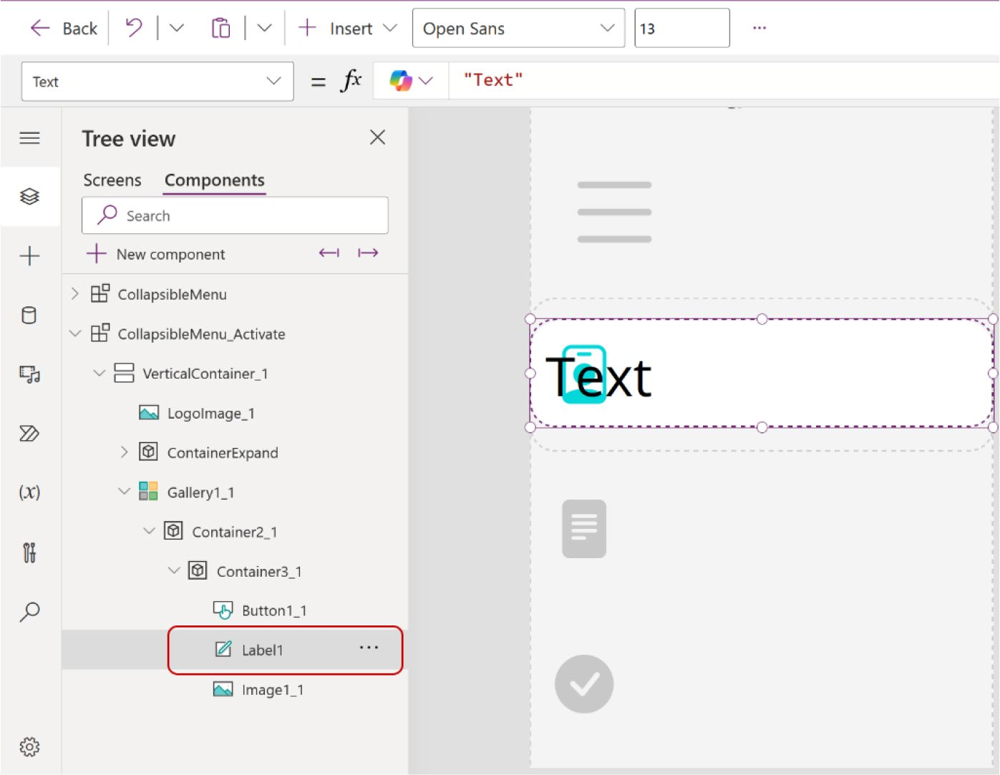 Back Insert Open Sans 13 ...
Text = fx "Text"
Tree view
Screens Components
Search
New component
CollapsibleMenu
CollapsibleMenu_Activate
VerticalContainer_1
LogoImage_1
ContainerExpand
Gallery1_1
Container2_1
Container3_1
Button1_1
Label1 ...
Image1_1
(x)
Text